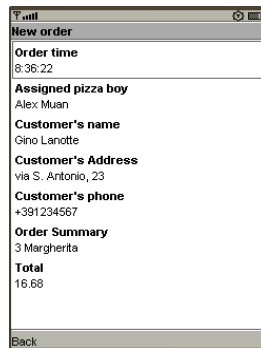 New order
Order time
8:36:22
Assigned pizza boy
Alex Muan
Customer's name
Gino Lanotte
Customer's Address
via S. Antonio, 23
Customer's phone
+391234567
Order Summary
3 Margherita
Total
16.68
Back